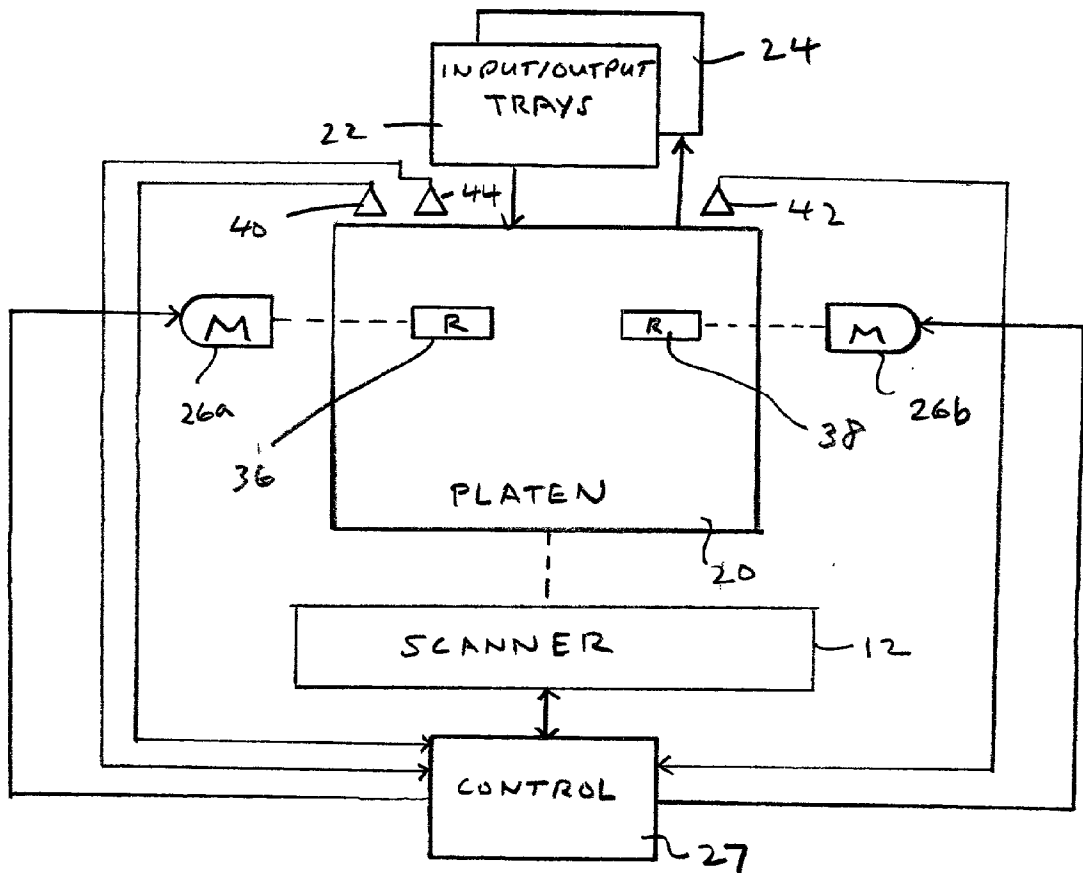 24
INPUT/OUTPUT
TRAYS
22
40
44
42
M
R
R
M
26a
26b
36
38
PLATEN
20
SCANNER
12
CONTROL
27